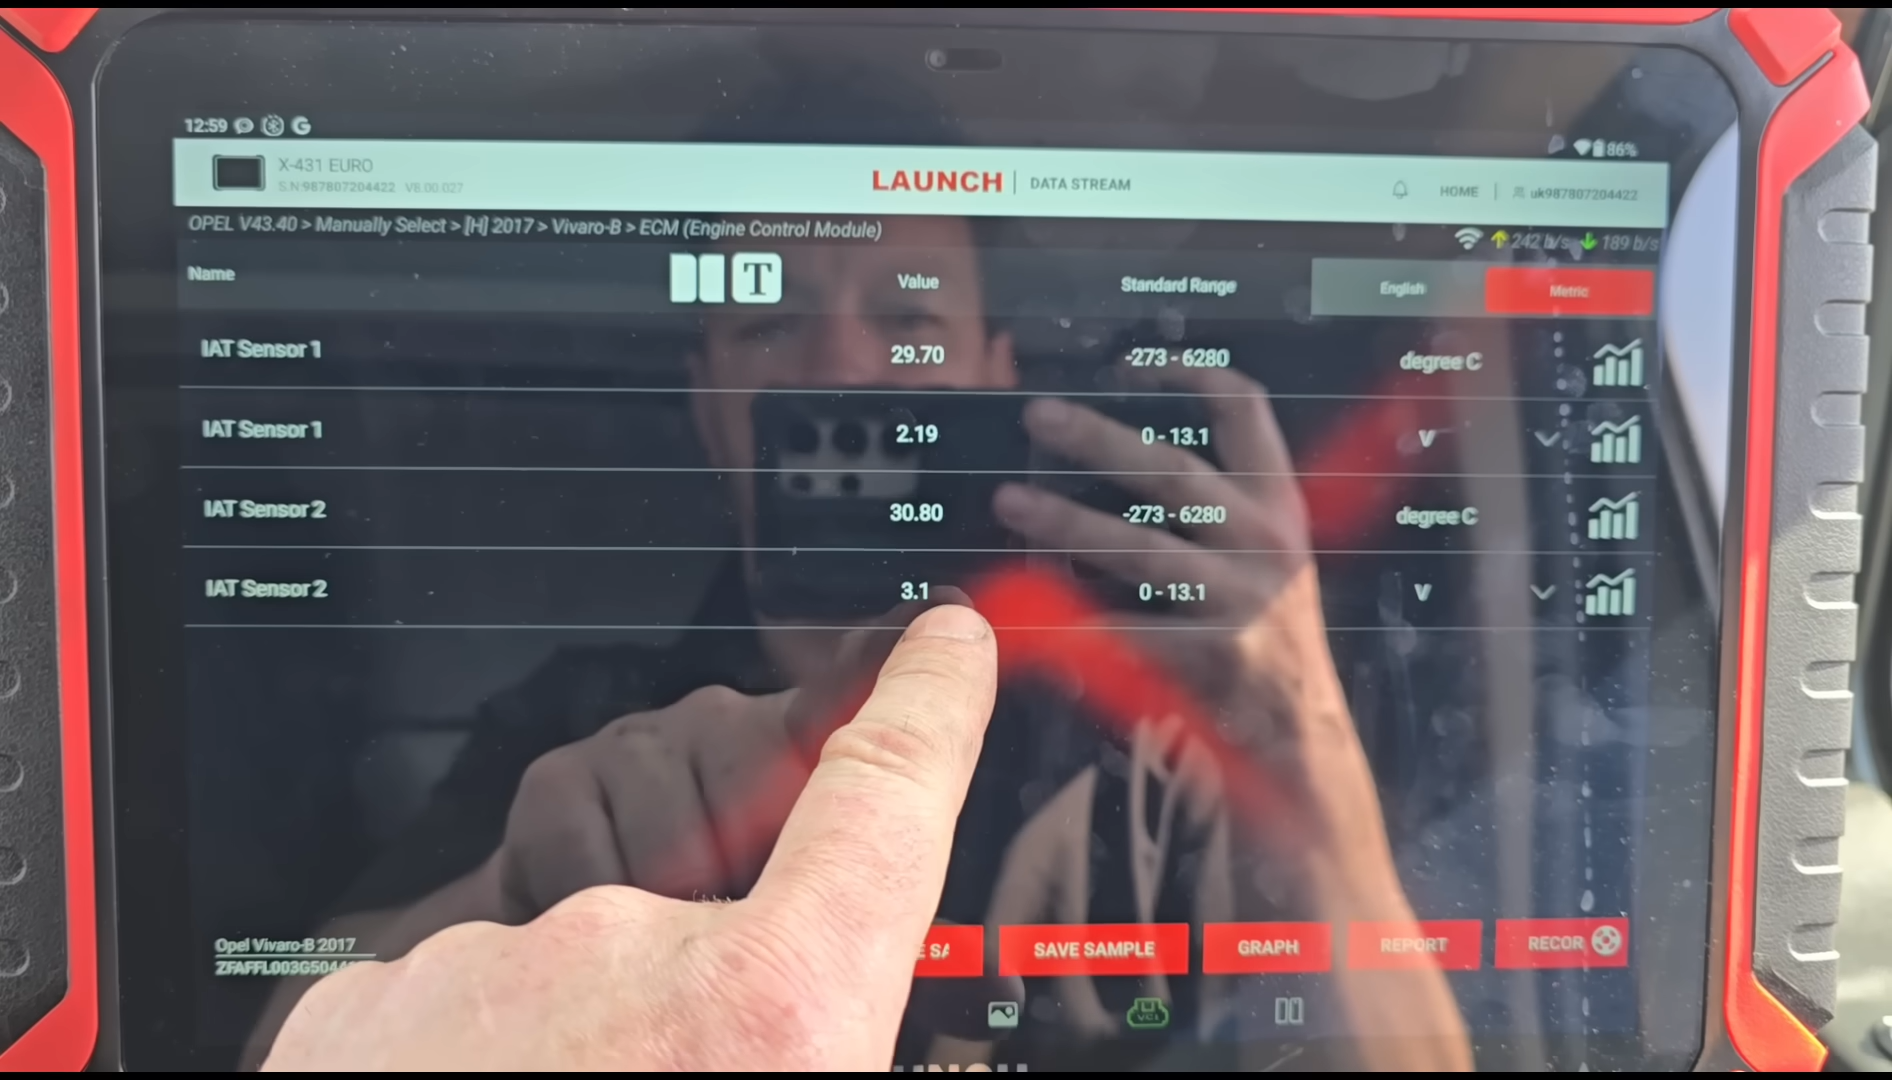 12:59
86%
X-431 EURO
S.N:987807204422 V8.00.027
LAUNCH | DATA STREAM
HOME | uk987807204422
OPEL V43.40 > Manually Select > [H] 2017 > Vivaro-B > ECM (Engine Control Module)
242 b/s 189 b/s
Name T Value Standard Range English Metric
IAT Sensor 1 29.70 -273 - 6280 degree C
IAT Sensor 1 2.19 0 - 13.1 V
IAT Sensor 2 30.80 -273 - 6280 degree C
IAT Sensor 2 3.1 0 - 13.1 V
Opel Vivaro-B 2017
SAVE SAMPLE GRAPH REPORT RECOR
VCI